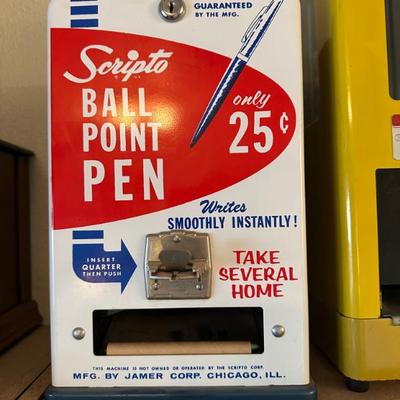 GUARANTEED
BY THE MFG.
Scripto
BALL
POINT
PEN
only
25¢
Writes
SMOOTHLY INSTANTLY!
INSERT
QUARTER
THEN PUSH
TAKE
SEVERAL
HOME
THIS MACHINE IS NOT OWNED OR OPERATED BY THE SCRIPTO CORP.
MFG. BY JAMER CORP. CHICAGO, ILL.